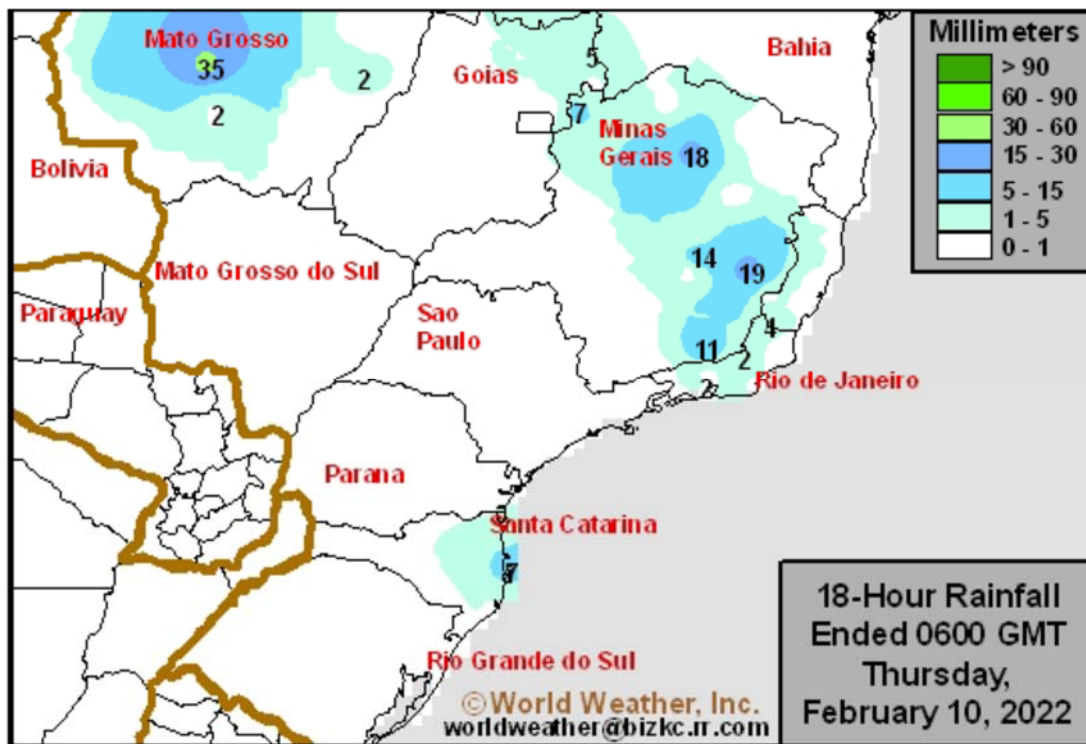 Mato Grosso
35
2
2
Goias
5
Bahia
7
Minas
Gerais
18
Bolivia
Mato Grosso do Sul
14
19
Paraguay
Sao
Paulo
4
11
2
2
Rio de Janeiro
Parana
Santa Catarina
7
Rio Grande do Sul
©World Weather, Inc.
worldweather@bizkc.rr.com
Millimeters
> 90
60 - 90
30 - 60
15 - 30
5 - 15
1 - 5
0 - 1
18-Hour Rainfall
Ended 0600 GMT
Thursday,
February 10, 2022